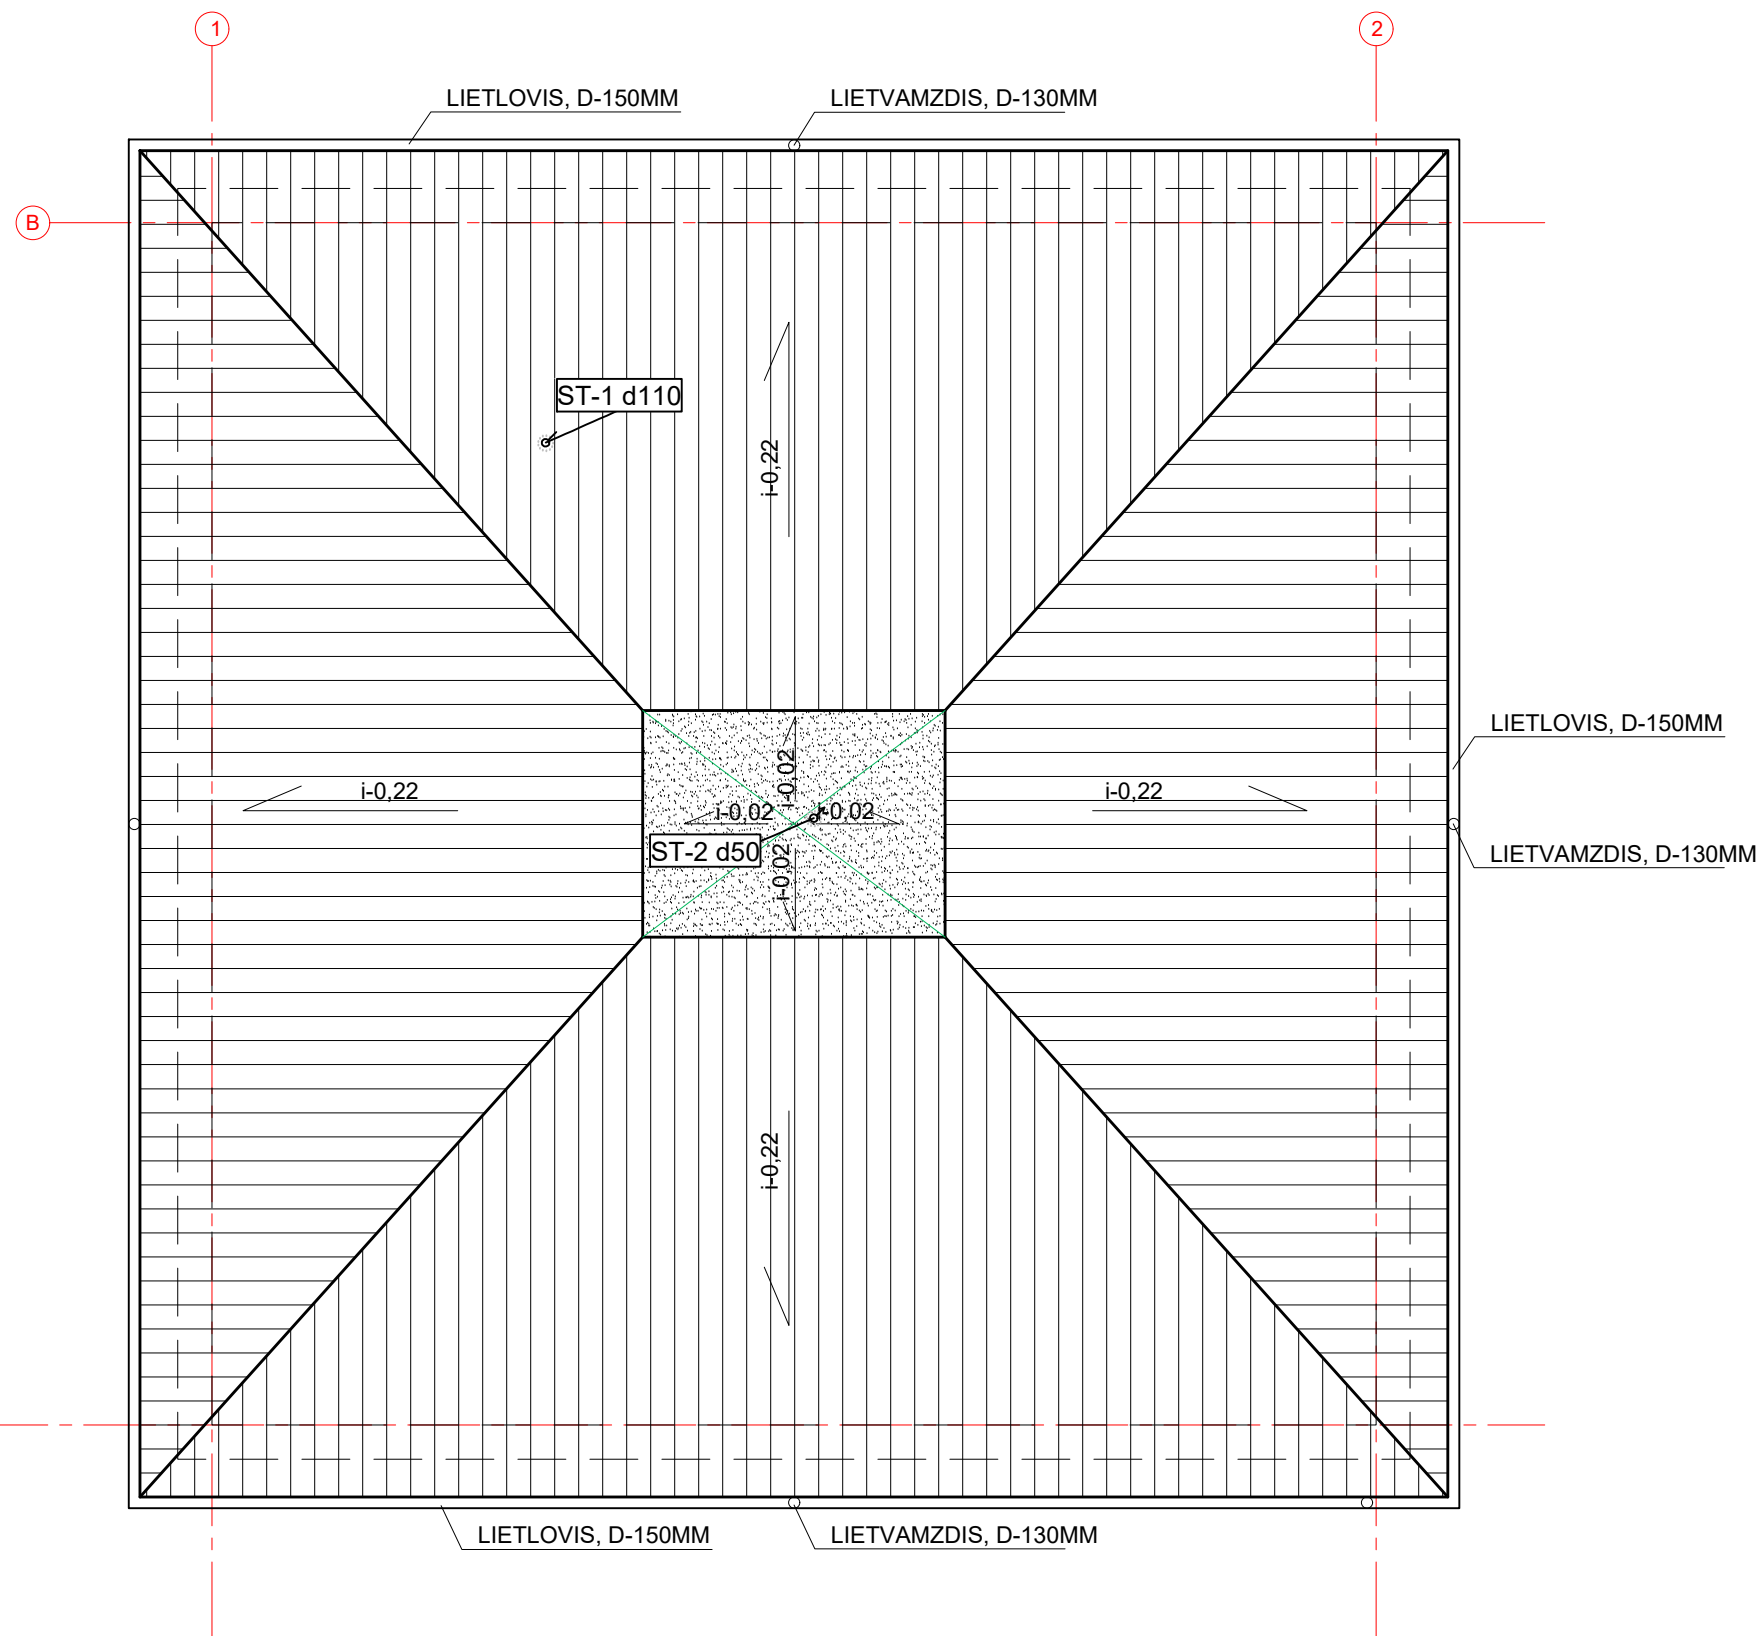 1
2
LIETLOVIS, D-150MM
LIETVAMZDIS, D-130MM
B
ST-1 d110
i-0,22
LIETLOVIS, D-150MM
i-0,02
i-0,22
i-0,22
i-0,02
-0,02
ST-2 d50
i-0,02
LIETVAMZDIS, D-130MM
i-0,22
LIETLOVIS, D-150MM
LIETVAMZDIS, D-130MM